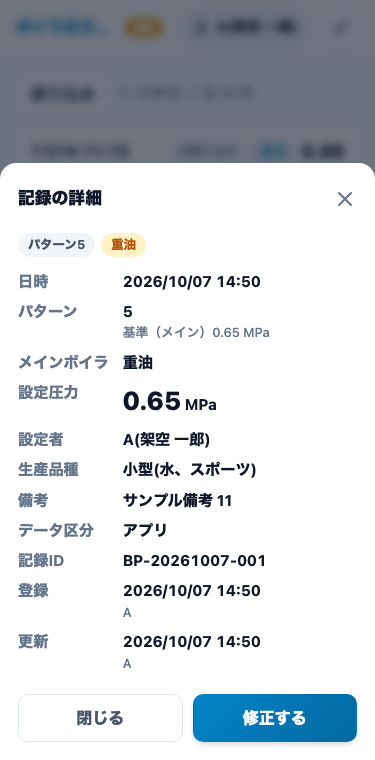 記録の詳細
パターン5 重油
日時 2026/10/07 14:50
パターン 5
基準（メイン）0.65 MPa
メインボイラ 重油
設定圧力 0.65 MPa
設定者 A(架空 一郎)
生産品種 小型(水、スポーツ)
備考 サンプル備考 11
データ区分 アプリ
記録ID BP-20261007-001
登録 2026/10/07 14:50
A
更新 2026/10/07 14:50
A
閉じる 修正する